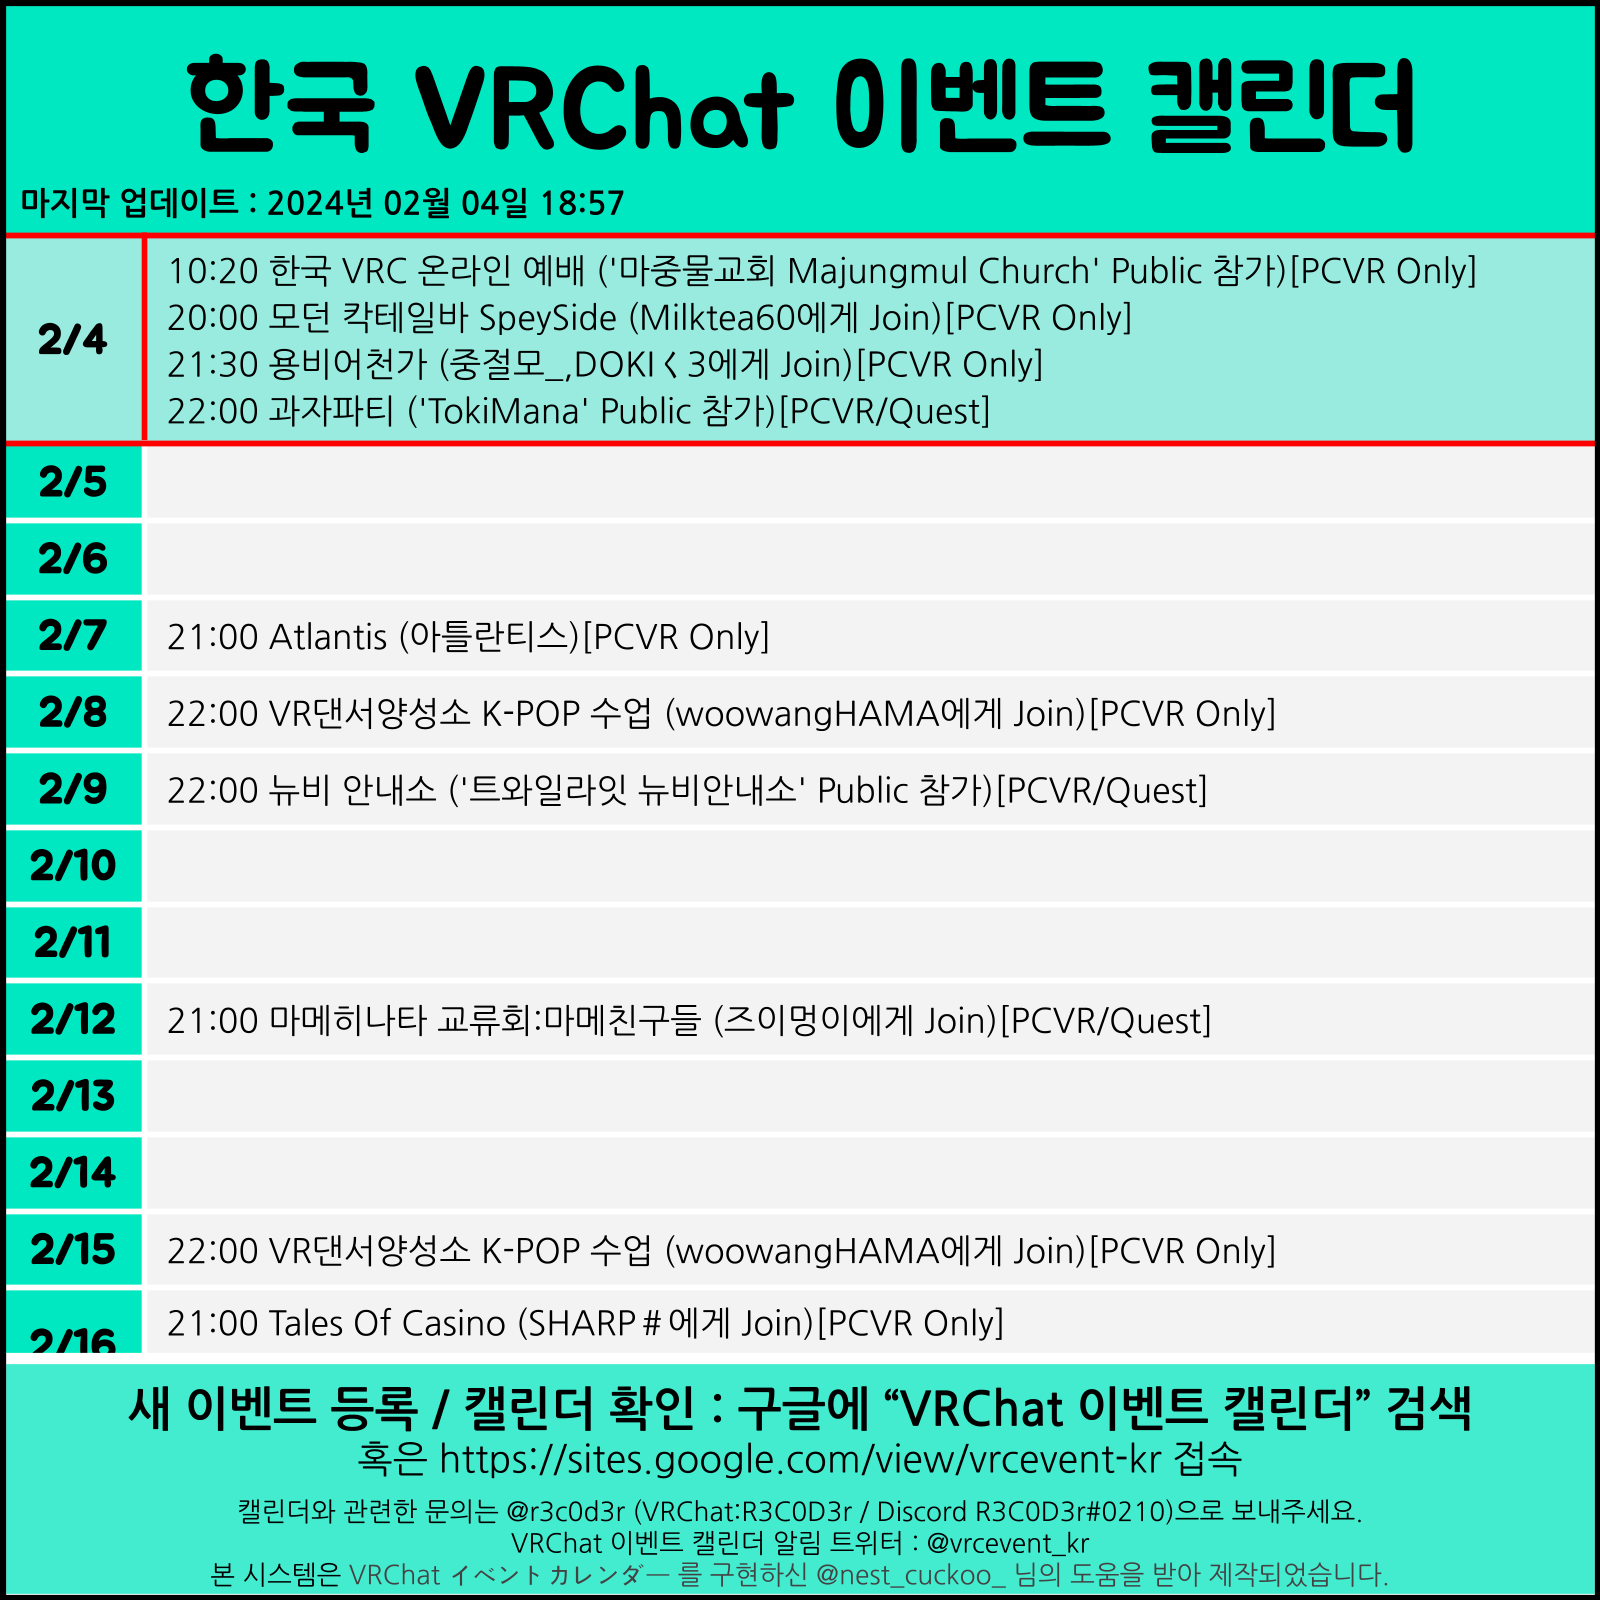 한국 VRChat 이벤트 캘린더
마지막 업데이트 : 2024년 02월 04일 18:57
2/4
10:20 한국 VRC 온라인 예배 ('마중물교회 Majungmul Church' Public 참가)[PCVR Only]
20:00 모던 칵테일바 SpeySide (Milktea60에게 Join)[PCVR Only]
21:30 용비어천가 (중절모_,DOKIㄑ3에게 Join)[PCVR Only]
22:00 과자파티 ('TokiMana' Public 참가)[PCVR/Quest]
2/5
2/6
2/7
21:00 Atlantis (아틀란티스)[PCVR Only]
2/8
22:00 VR댄서양성소 K-POP 수업 (woowangHAMA에게 Join)[PCVR Only]
2/9
22:00 뉴비 안내소 ('트와일라잇 뉴비안내소' Public 참가)[PCVR/Quest]
2/10
2/11
2/12
21:00 마메히나타 교류회:마메친구들 (즈이멍이에게 Join)[PCVR/Quest]
2/13
2/14
2/15
22:00 VR댄서양성소 K-POP 수업 (woowangHAMA에게 Join)[PCVR Only]
2/16
21:00 Tales Of Casino (SHARP＃에게 Join)[PCVR Only]
새 이벤트 등록 / 캘린더 확인 : 구글에 “VRChat 이벤트 캘린더” 검색
혹은 https://sites.google.com/view/vrcevent-kr 접속
캘린더와 관련한 문의는 @r3c0d3r (VRChat:R3C0D3r / Discord R3C0D3r#0210)으로 보내주세요.
VRChat 이벤트 캘린더 알림 트위터 : @vrcevent_kr
본 시스템은 VRChat イベントカレンダー 를 구현하신 @nest_cuckoo_ 님의 도움을 받아 제작되었습니다.